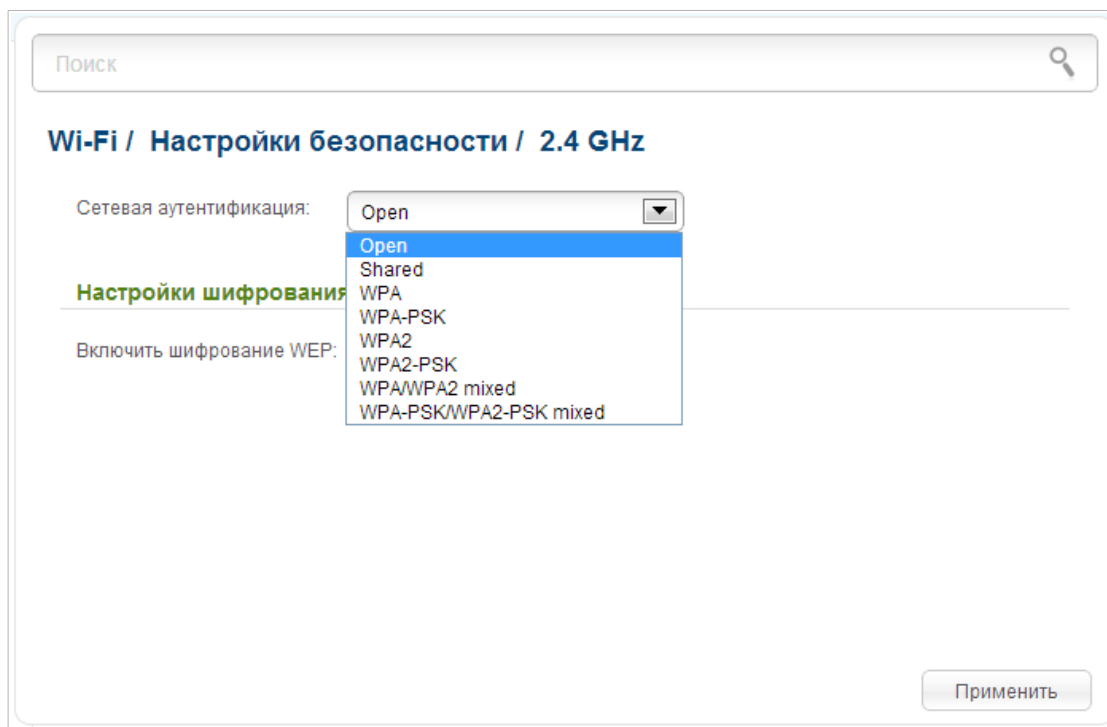 Поиск
Wi-Fi / Настройки безопасности / 2.4 GHz
Сетевая аутентификация: Open
Open
Shared
Настройки шифрования WPA
WPA-PSK
WPA2
Включить шифрование WEP: WPA2-PSK
WPA/WPA2 mixed
WPA-PSK/WPA2-PSK mixed
Применить